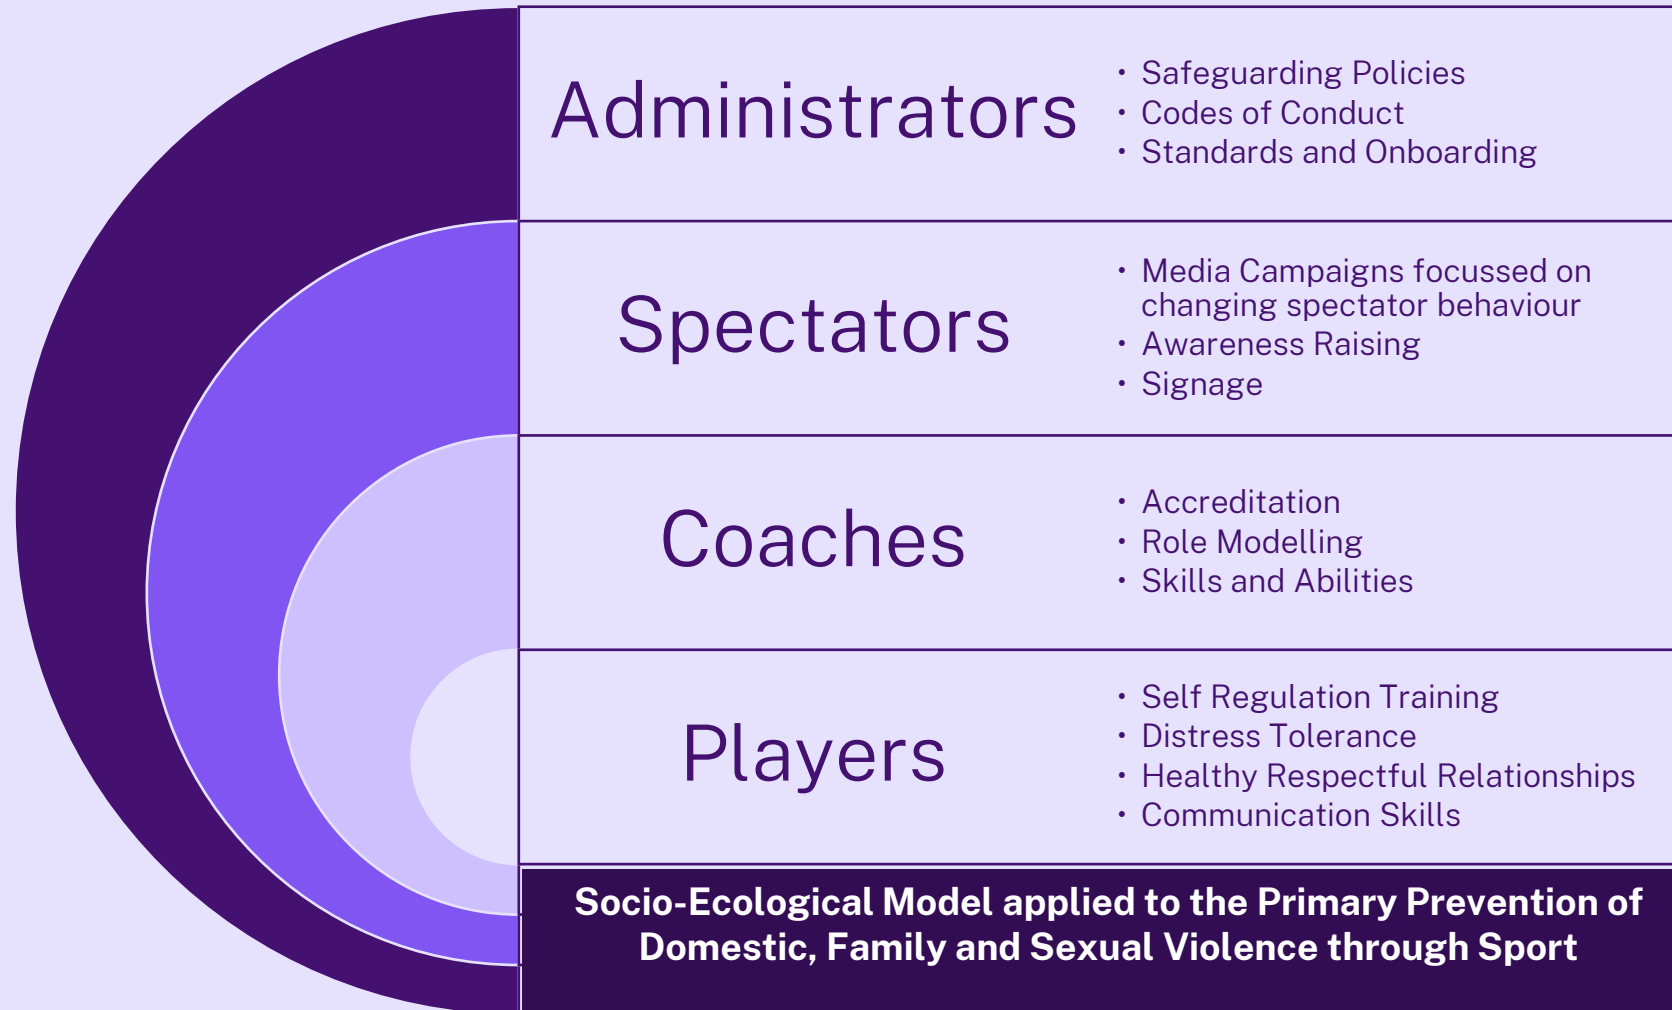 Administrators
• Safeguarding Policies
• Codes of Conduct
• Standards and Onboarding
Spectators
• Media Campaigns focussed on
changing spectator behaviour
• Awareness Raising
• Signage
Coaches
• Accreditation
• Role Modelling
• Skills and Abilities
Players
• Self Regulation Training
• Distress Tolerance
• Healthy Respectful Relationships
• Communication Skills
Socio-Ecological Model applied to the Primary Prevention of
Domestic, Family and Sexual Violence through Sport